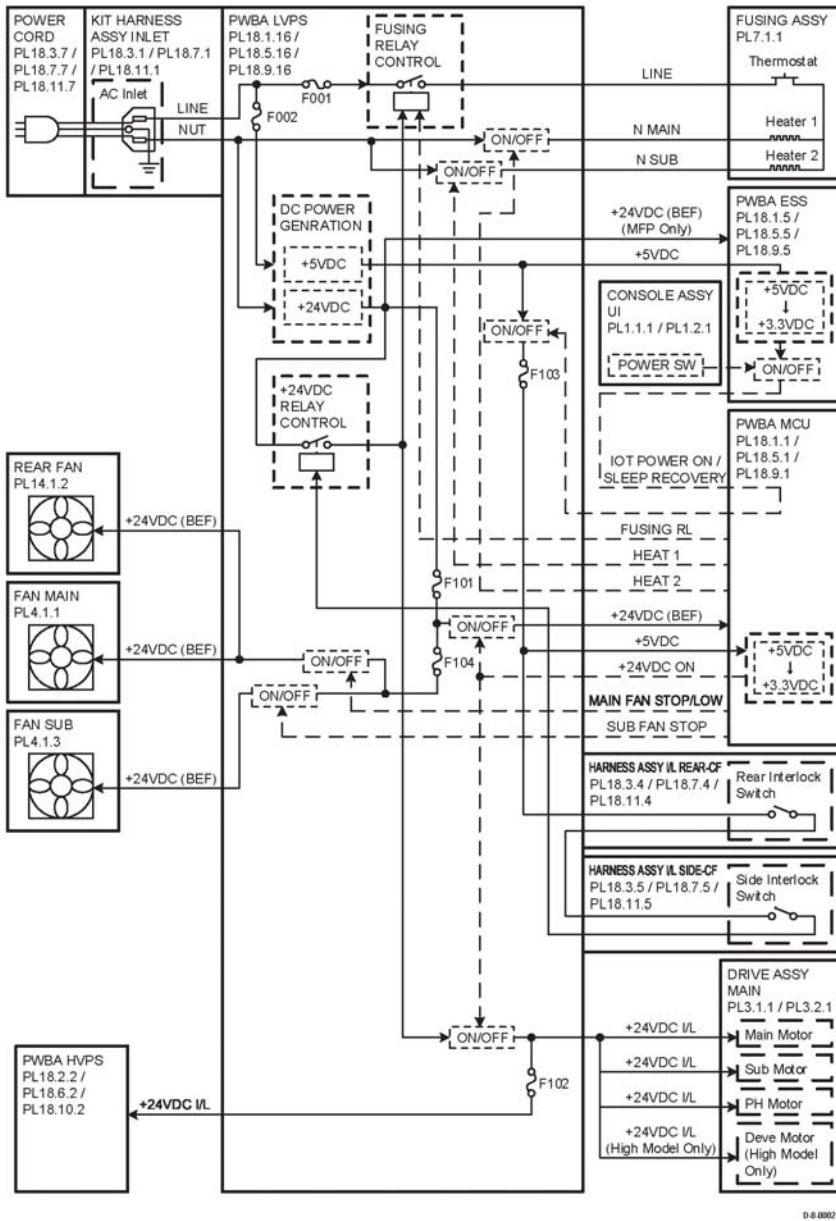 POWER
CORD
PL18.3.7 /
PL18.7.7 /
PL18.11.7
KIT HARNESS
ASSY INLET
PL18.3.1 / PL18.7.1
/ PL18.11.1
AC Inlet
LINE
NUT
PWBA LVPS
PL18.1.16 /
PL18.5.16 /
PL18.9.16
F001
F002
FUSING
RELAY
CONTROL
LINE
N MAIN
N SUB
ON/OFF
ON/OFF
FUSING ASSY
PL7.1.1
Thermostat
Heater 1
Heater 2
DC POWER
GENRATION
+5VDC
+24VDC
+24VDC (BEF)
(MFP Only)
+5VDC
PWBA ESS
PL18.1.5 /
PL18.5.5 /
PL18.9.5
+5VDC
+3.3VDC
ON/OFF
CONSOLE ASSY
UI
PL1.1.1 / PL1.2.1
POWER SW
ON/OFF
F103
+24VDC
RELAY
CONTROL
PWBA MCU
PL18.1.1 /
PL18.5.1 /
PL18.9.1
IOT POWER ON /
SLEEP RECOVERY
FUSING RL
HEAT 1
HEAT 2
+24VDC (BEF)
+5VDC
+24VDC ON
MAIN FAN STOP/LOW
SUB FAN STOP
+5VDC
+3.3VDC
REAR FAN
PL14.1.2
+24VDC (BEF)
FAN MAIN
PL4.1.1
+24VDC (BEF)
FAN SUB
PL4.1.3
+24VDC (BEF)
F101
ON/OFF
F104
ON/OFF
ON/OFF
HARNESS ASSY I/L REAR-CF
PL18.3.4 / PL18.7.4 /
PL18.11.4
Rear Interlock
Switch
HARNESS ASSY I/L SIDE-CF
PL18.3.5 / PL18.7.5 /
PL18.11.5
Side Interlock
Switch
ON/OFF
F102
DRIVE ASSY
MAIN
PL3.1.1 / PL3.2.1
+24VDC I/L
Main Motor
+24VDC I/L
Sub Motor
+24VDC I/L
PH Motor
+24VDC I/L
(High Model Only)
Deve Motor
(High Model
Only)
PWBA HVPS
PL18.2.2 /
PL18.6.2 /
PL18.10.2
+24VDC I/L
D-8-0002